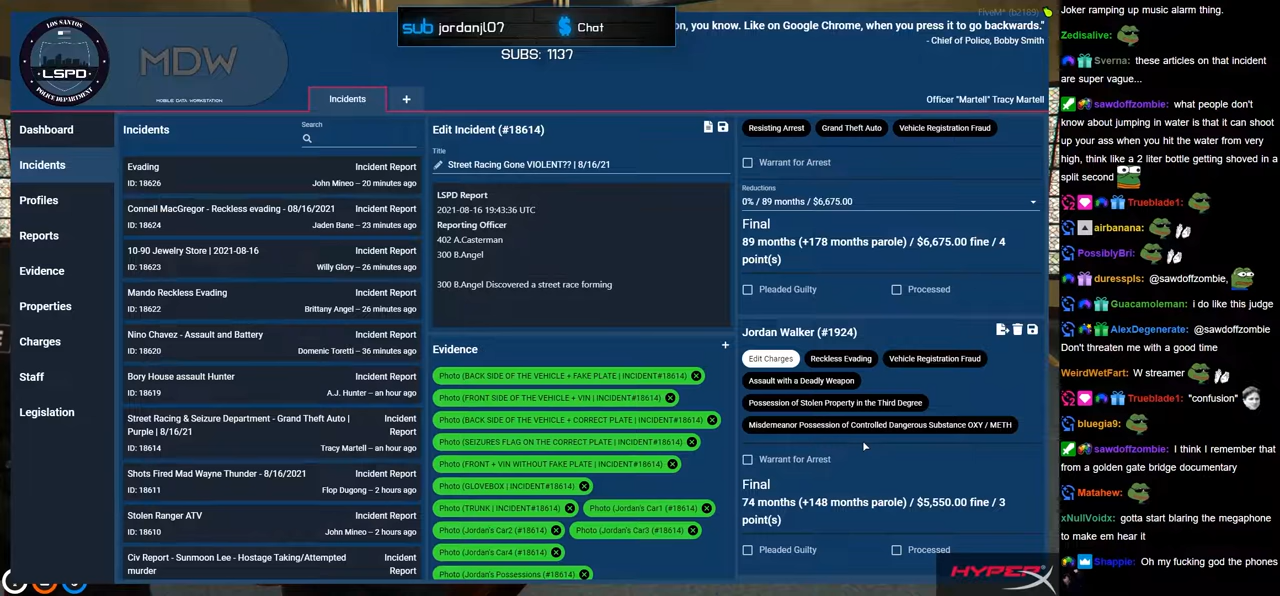 LOS SANTOS
LSPD
POLICE DEPARTMENT
MDW
MOBILE DATA WORKSTATION
sub jordanjl07
Chat
SUBS: 1137
FiveM® (b2189)
on, you know. Like on Google Chrome, when you press it to go backwards."
- Chief of Police, Bobby Smith
Incidents
+
Officer "Martell" Tracy Martell
Dashboard
Incidents
Profiles
Reports
Evidence
Properties
Charges
Staff
Legislation
Incidents
Search
Evading
Incident Report
ID: 18626
John Mineo ~ 20 minutes ago
Connell MacGregor - Reckless evading - 08/16/2021
Incident Report
ID: 18624
Jaden Bane ~ 23 minutes ago
10-90 Jewelry Store | 2021-08-16
Incident Report
ID: 18623
Willy Glory ~ 26 minutes ago
Mando Reckless Evading
Incident Report
ID: 18622
Brittany Angel ~ 26 minutes ago
Nino Chavez - Assault and Battery
Incident Report
ID: 18620
Domenic Toretti ~ 36 minutes ago
Bory House assault Hunter
Incident Report
ID: 18619
A.J. Hunter ~ an hour ago
Street Racing & Seizure Department - Grand Theft Auto |
Purple | 8/16/21
Incident
Report
ID: 18614
Tracy Martell ~ an hour ago
Shots Fired Mad Wayne Thunder - 8/16/2021
Incident Report
ID: 18611
Flop Dugong ~ 2 hours ago
Stolen Ranger ATV
Incident Report
ID: 18610
John Mineo ~ 2 hours ago
Civ Report - Sunmoon Lee - Hostage Taking/Attempted
murder
Incident
Report
Edit Incident (#18614)
Title
Street Racing Gone VIOLENT?? | 8/16/21
LSPD Report
2021-08-16 19:43:36 UTC
Reporting Officer
402 A.Casterman
300 B.Angel
300 B.Angel Discovered a street race forming
Evidence
+
Photo (BACK SIDE OF THE VEHICLE + FAKE PLATE | INCIDENT#18614)
Photo (FRONT SIDE OF THE VEHICLE + VIN | INCIDENT#18614)
Photo (BACK SIDE OF THE VEHICLE + CORRECT PLATE | INCIDENT#18614)
Photo (SEIZURES FLAG ON THE CORRECT PLATE | INCIDENT#18614)
Photo (FRONT + VIN WITHOUT FAKE PLATE | INCIDENT#18614)
Photo (GLOVEBOX | INCIDENT#18614)
Photo (TRUNK | INCIDENT#18614)
Photo (Jordan's Car1 (#18614)
Photo (Jordan's Car2 (#18614)
Photo (Jordan's Car3 (#18614)
Photo (Jordan's Car4 (#18614)
Photo (Jordan's Possessions (#18614)
Resisting Arrest
Grand Theft Auto
Vehicle Registration Fraud
Warrant for Arrest
Reductions
0% / 89 months / $6,675.00
Final
89 months (+178 months parole) / $6,675.00 fine / 4
point(s)
Pleaded Guilty
Processed
Jordan Walker (#1924)
Edit Charges
Reckless Evading
Vehicle Registration Fraud
Assault with a Deadly Weapon
Possession of Stolen Property in the Third Degree
Misdemeanor Possession of Controlled Dangerous Substance OXY / METH
Warrant for Arrest
Final
74 months (+148 months parole) / $5,550.00 fine / 3
point(s)
Pleaded Guilty
Processed
HYPERX
Joker ramping up music alarm thing.
Zedisalive:
Sverna: these articles on that incident
are super vague...
sawdoffzombie: what people don't
know about jumping in water is that it can shoot
up your ass when you hit the water from very
high, think like a 2 liter bottle getting shoved in a
split second
Trueblade1:
airbanana:
PossiblyBri:
duresspls: @sawdoffzombie,
Guacamoleman: i do like this judge
AlexDegenerate: @sawdoffzombie
Don't threaten me with a good time
WeirdWetFart: W streamer
Trueblade1: "confusion"
bluegia9:
sawdoffzombie: I think I remember that
from a golden gate bridge documentary
Matahew:
xNullVoidx: gotta start blaring the megaphone
to make em hear it
Shappie: Oh my fucking god the phones